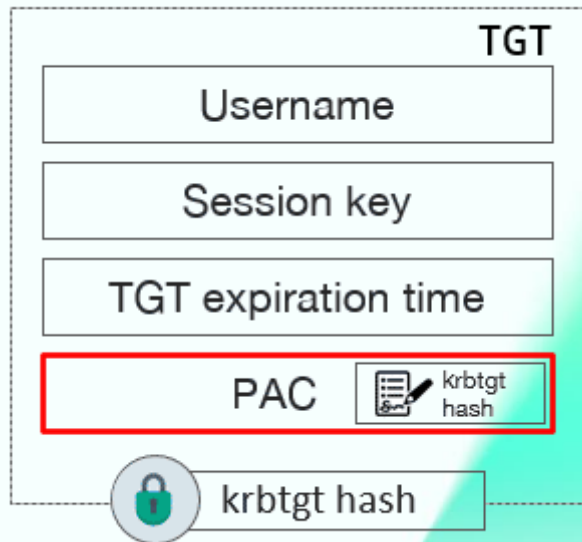 TGT
Username
Session key
TGT expiration time
PAC
krbtgt
hash
krbtgt hash